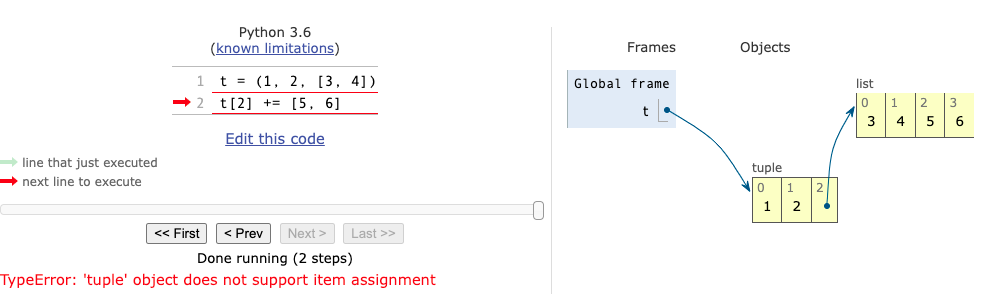 Python 3.6
(known limitations)
1 t = (1, 2, [3, 4])
2 t[2] += [5, 6]
Edit this code
line that just executed
next line to execute
<< First < Prev Next > Last >>
Done running (2 steps)
TypeError: 'tuple' object does not support item assignment
Frames Objects
Global frame
t
list
0 1 2 3
3 4 5 6
tuple
0 1 2
1 2